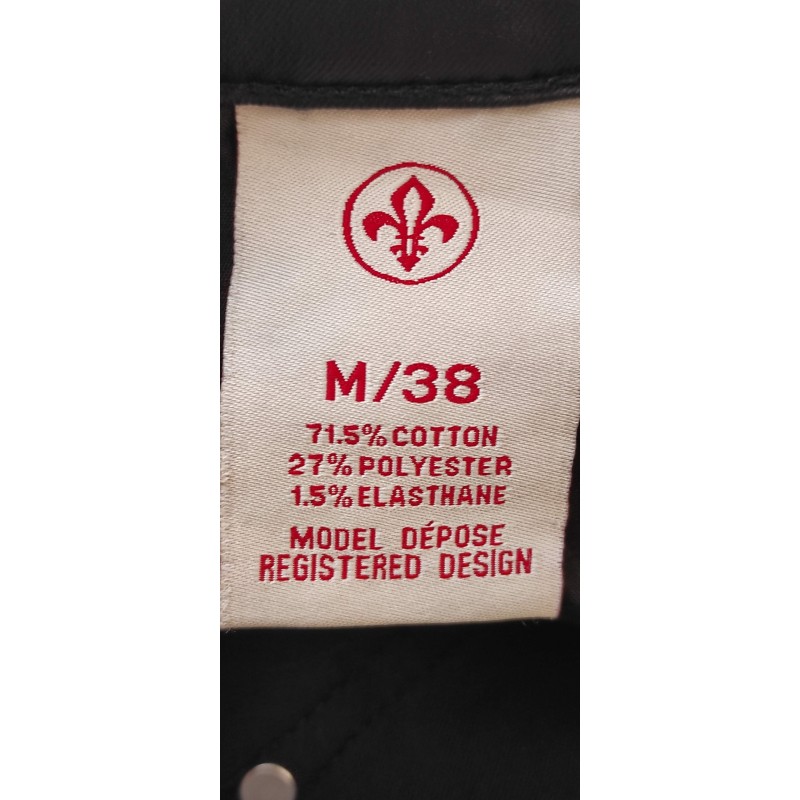 M/38
71.5% COTTON
27% POLYESTER
1.5% ELASTHANE
MODEL DÉPOSE
REGISTERED DESIGN